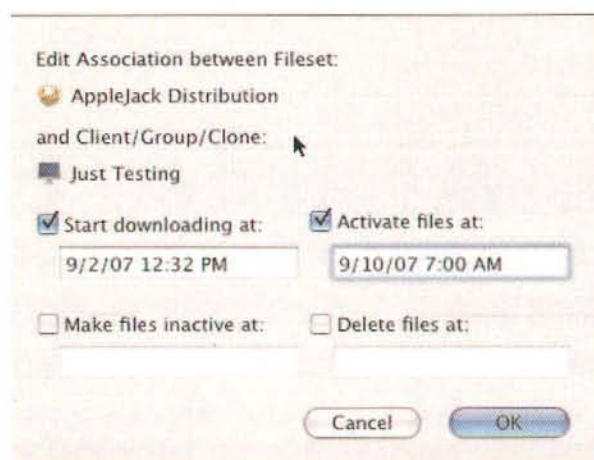 Edit Association between Fileset:
AppleJack Distribution
and Client/Group/Clone:
Just Testing
Start downloading at:
9/2/07 12:32 PM
Activate files at:
9/10/07 7:00 AM
Make files inactive at:
Delete files at:
Cancel
OK